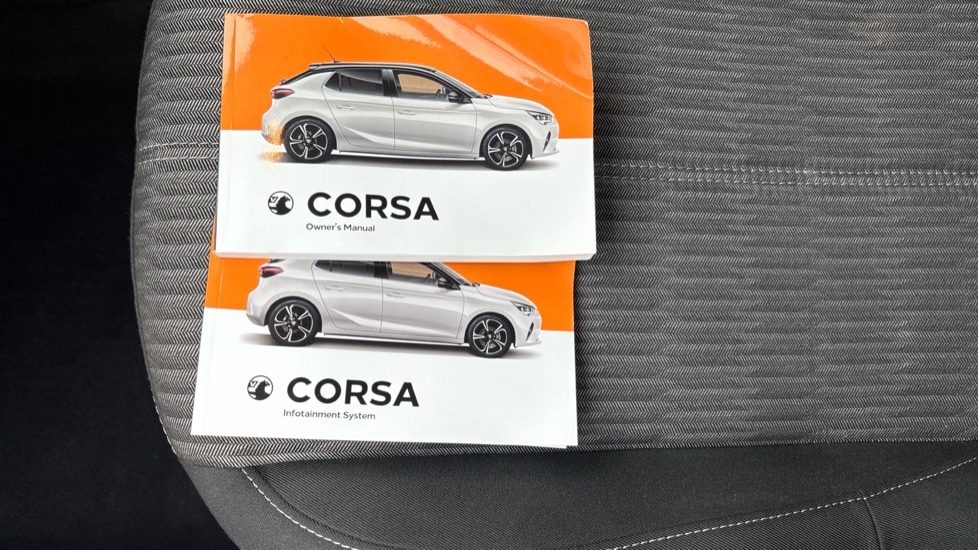 CORSA
Owner's Manual
CORSA
Infotainment System